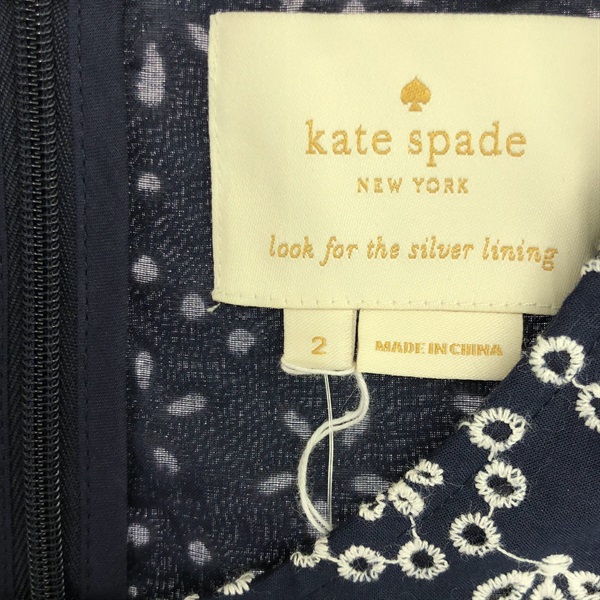 kate spade
NEW YORK
look for the silver lining
2
MADE IN CHINA